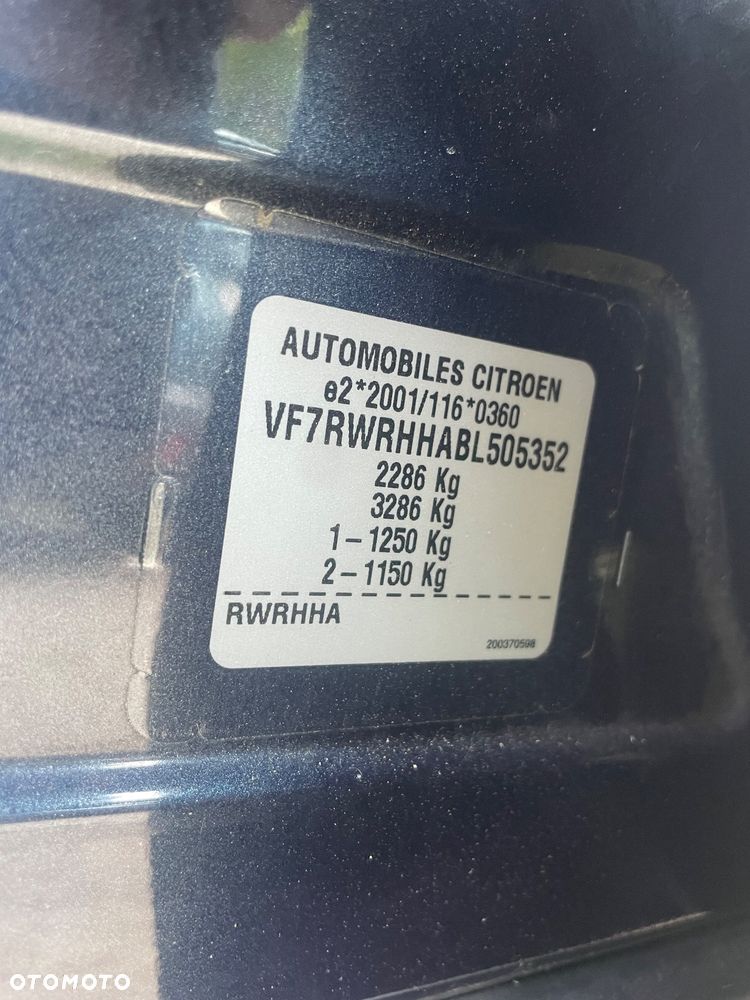 AUTOMOBILES CITROEN
e2*2001/116*0360
VF7RWRHHABL505352
2286 Kg
3286 Kg
1-1250 Kg
2-1150 Kg
RWRHHA
200370598
OTOMOTO